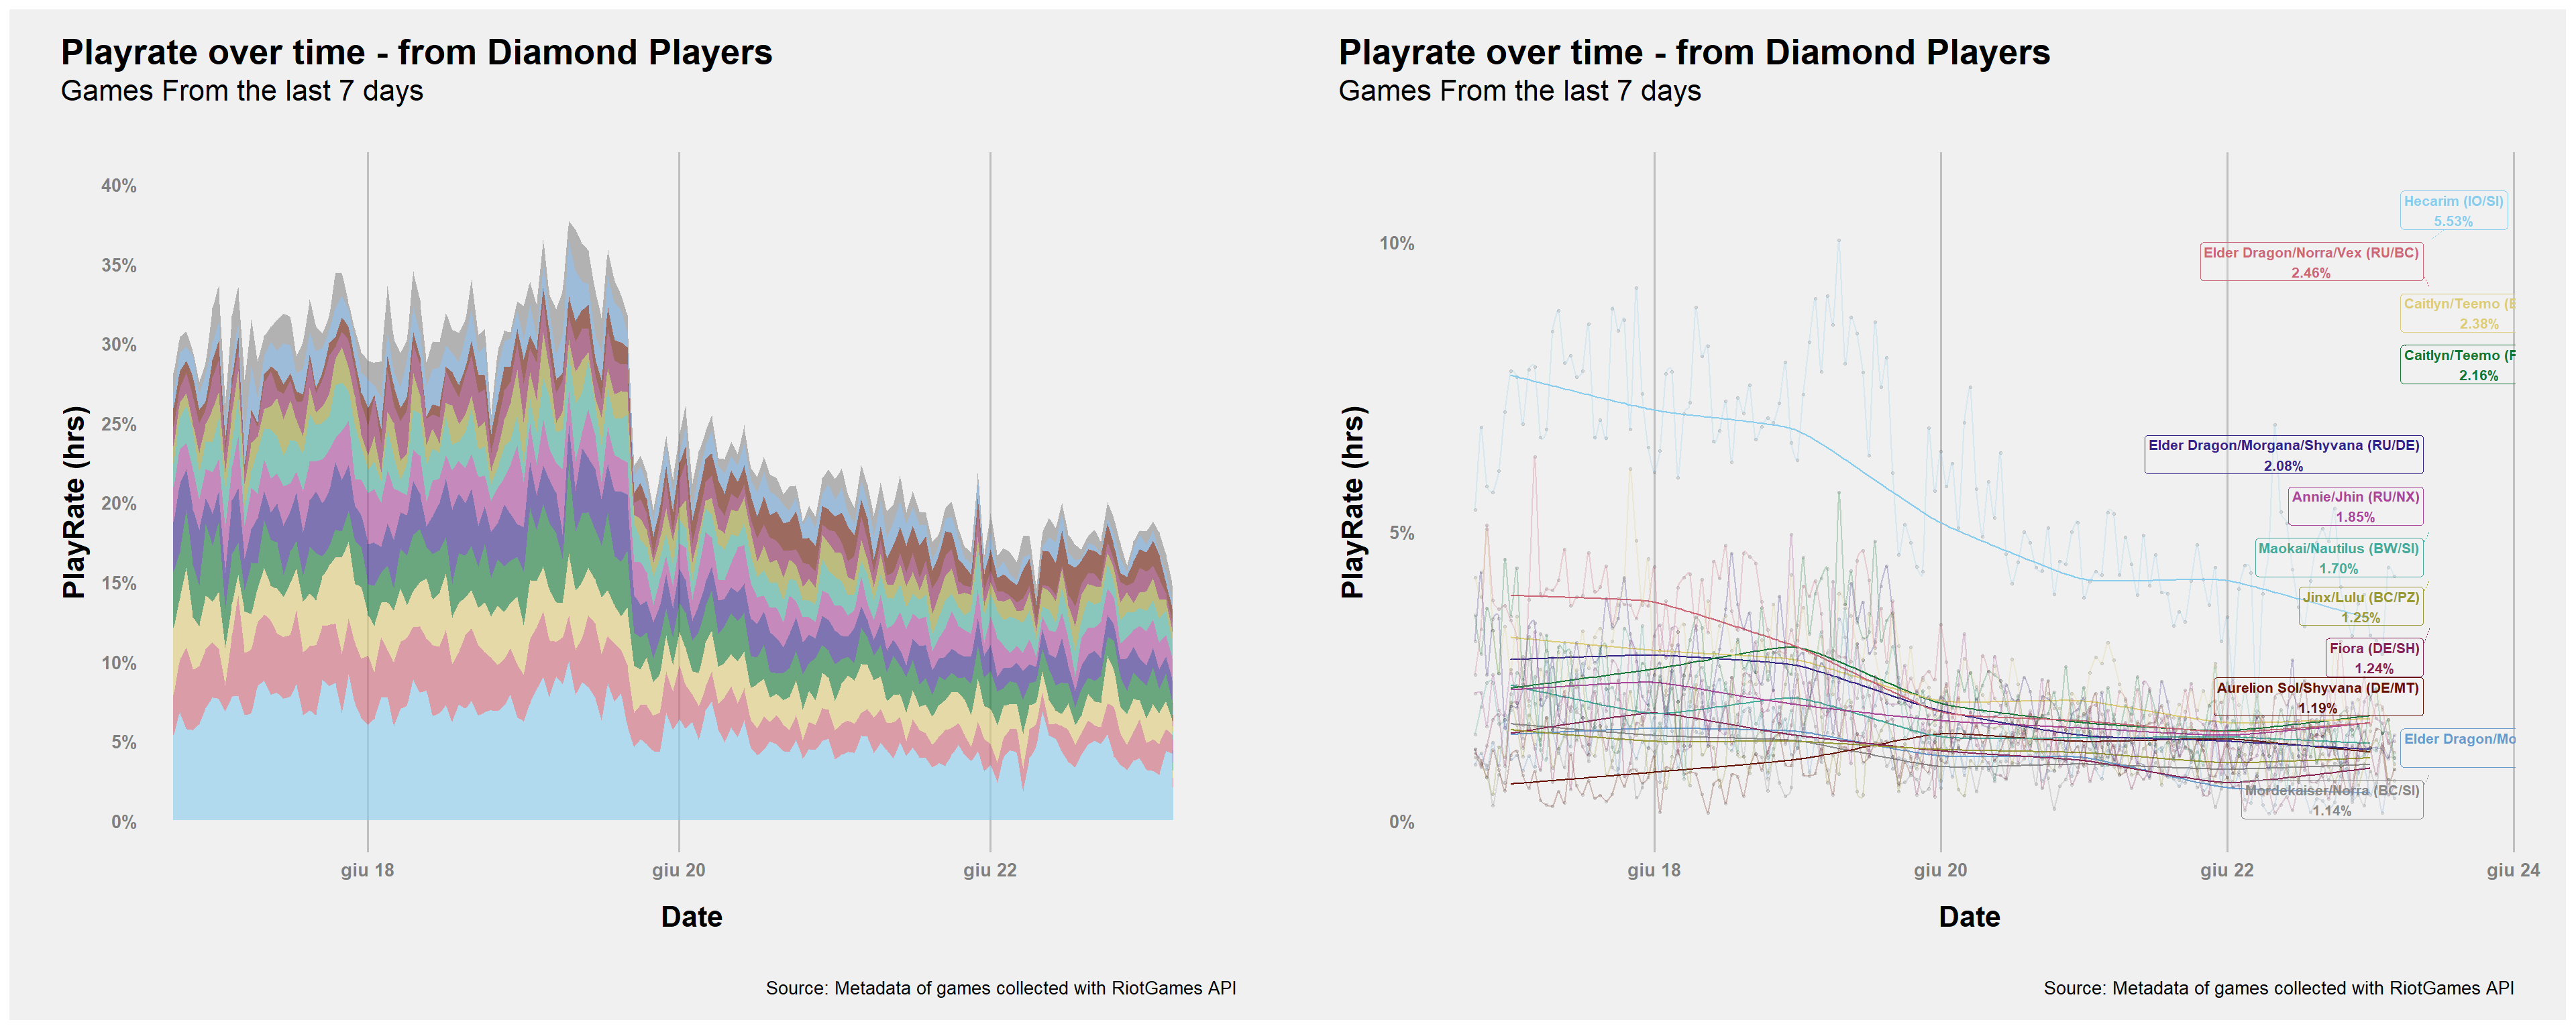 Playrate over time - from Diamond Players
Games From the last 7 days
PlayRate (hrs)
40%
35%
30%
25%
20%
15%
10%
5%
0%
giu 18
giu 20
giu 22
Date
Source: Metadata of games collected with RiotGames API
Playrate over time - from Diamond Players
Games From the last 7 days
PlayRate (hrs)
10%
5%
0%
Hecarim (IO/SI)
5.53%
Elder Dragon/Norra/Vex (RU/BC)
2.46%
Caitlyn/Teemo (
2.38%
Caitlyn/Teemo (
2.16%
Elder Dragon/Morgana/Shyvana (RU/DE)
2.08%
Annie/Jhin (RU/NX)
1.85%
Maokai/Nautilus (BW/SI)
1.70%
Jinx/Lulu (BC/PZ)
1.25%
Fiora (DE/SH)
1.24%
Aurelion Sol/Shyvana (DE/MT)
1.19%
Elder Dragon/Mo
Mordekaiser/Norra (BC/SI)
1.14%
giu 18
giu 20
giu 22
giu 24
Date
Source: Metadata of games collected with RiotGames API